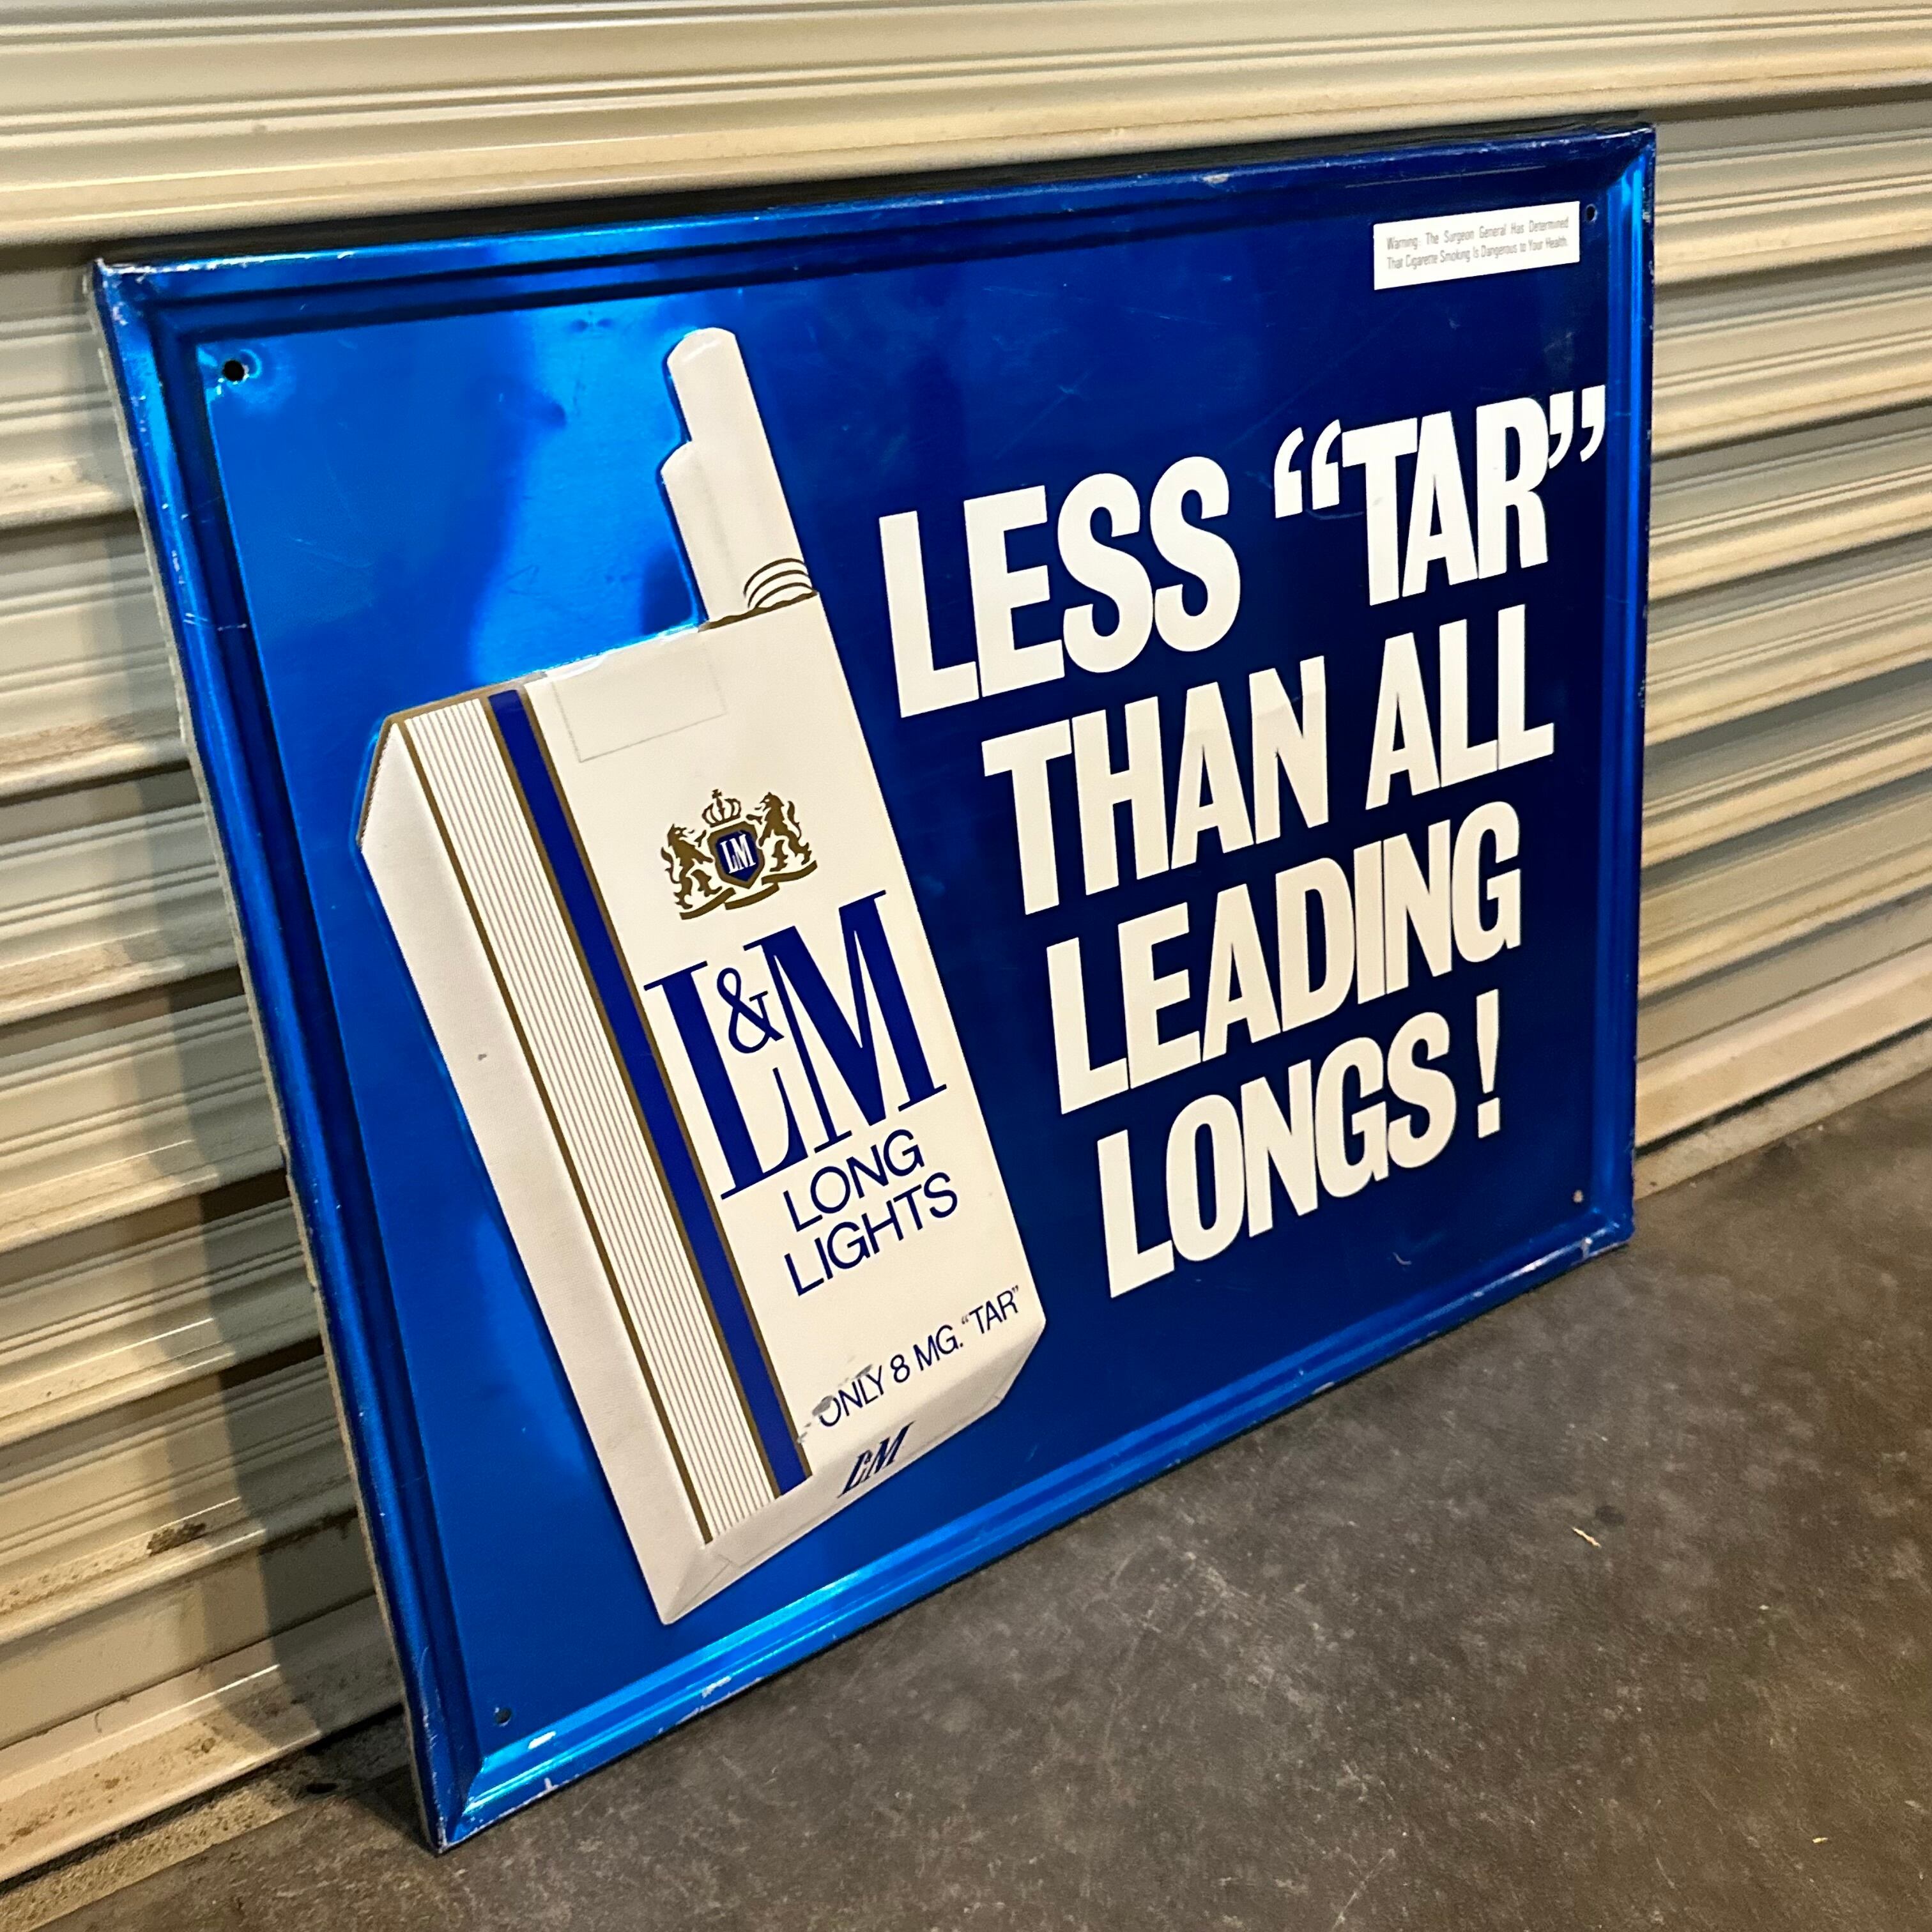 Warning: The Surgeon General Has Determined
That Cigarette Smoking Is Dangerous to Your Health.
LESS “TAR”
THAN ALL
LEADING
LONGS!
LM
L&M
LONG
LIGHTS
ONLY 8 MG. “TAR”
L&M